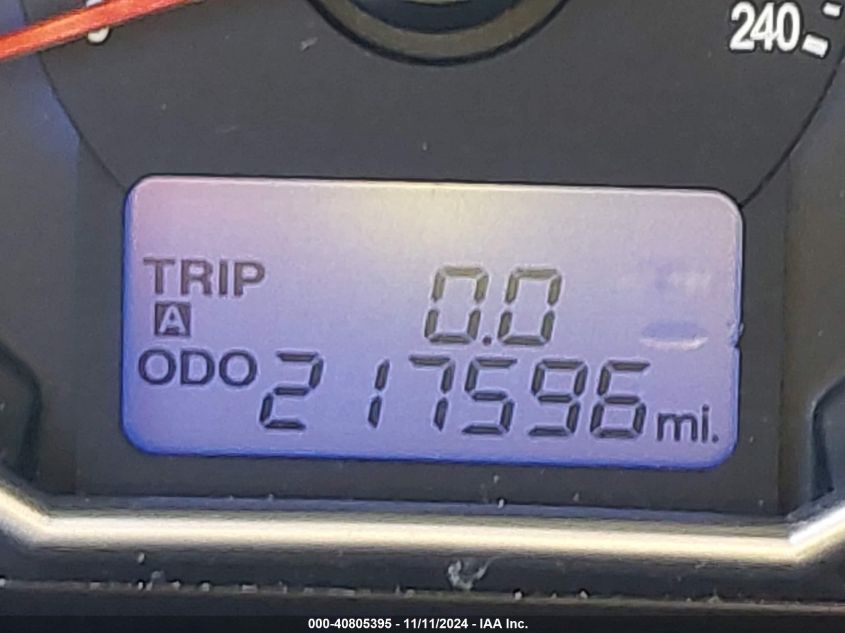 240
TRIP 0.0
A
ODO 217596 mi.
000-40805395 - 11/11/2024 - IAA Inc.